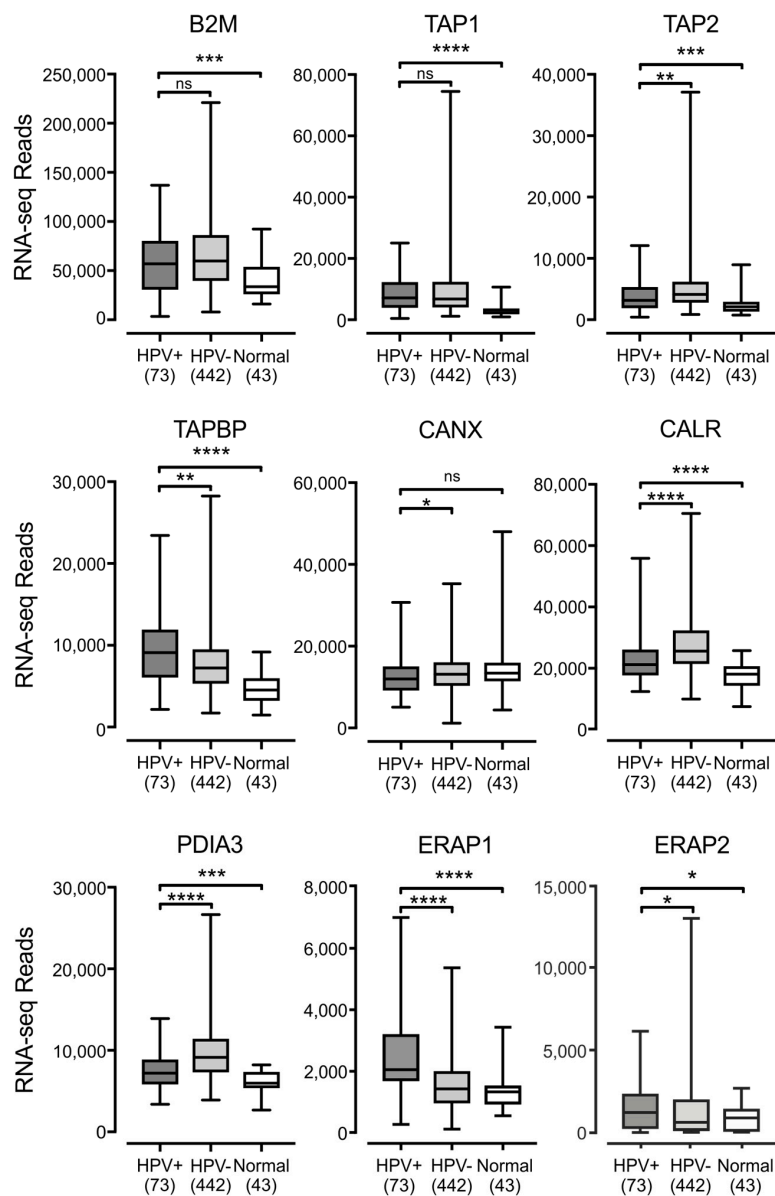 B2M
TAP1
TAP2
***
ns
****
ns
***
**
250,000
200,000
150,000
100,000
50,000
0
80,000
60,000
40,000
20,000
0
40,000
30,000
20,000
10,000
0
RNA-seq Reads
HPV+ HPV- Normal
(73) (442) (43)
HPV+ HPV- Normal
(73) (442) (43)
HPV+ HPV- Normal
(73) (442) (43)
TAPBP
CANX
CALR
****
**
ns
*
****
****
30,000
20,000
10,000
0
60,000
40,000
20,000
0
80,000
60,000
40,000
20,000
0
RNA-seq Reads
HPV+ HPV- Normal
(73) (442) (43)
HPV+ HPV- Normal
(73) (442) (43)
HPV+ HPV- Normal
(73) (442) (43)
PDIA3
ERAP1
ERAP2
***
****
****
****
*
*
30,000
20,000
10,000
0
8,000
6,000
4,000
2,000
0
15,000
10,000
5,000
0
RNA-seq Reads
HPV+ HPV- Normal
(73) (442) (43)
HPV+ HPV- Normal
(73) (442) (43)
HPV+ HPV- Normal
(73) (442) (43)